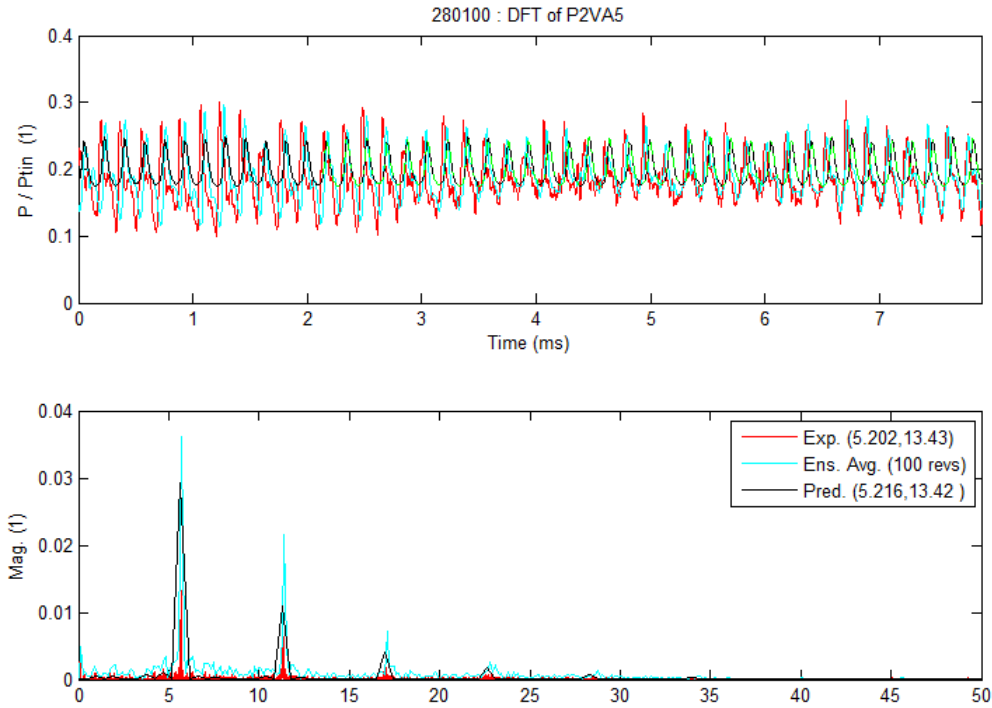 280100 : DFT of P2VA5
0.4
0.3
0.2
0.1
0
P / Ptin (1)
0 1 2 3 4 5 6 7
Time (ms)
0.04
0.03
0.02
0.01
0
Mag. (1)
Exp. (5.202,13.43)
Ens. Avg. (100 revs)
Pred. (5.216,13.42 )
0 5 10 15 20 25 30 35 40 45 50